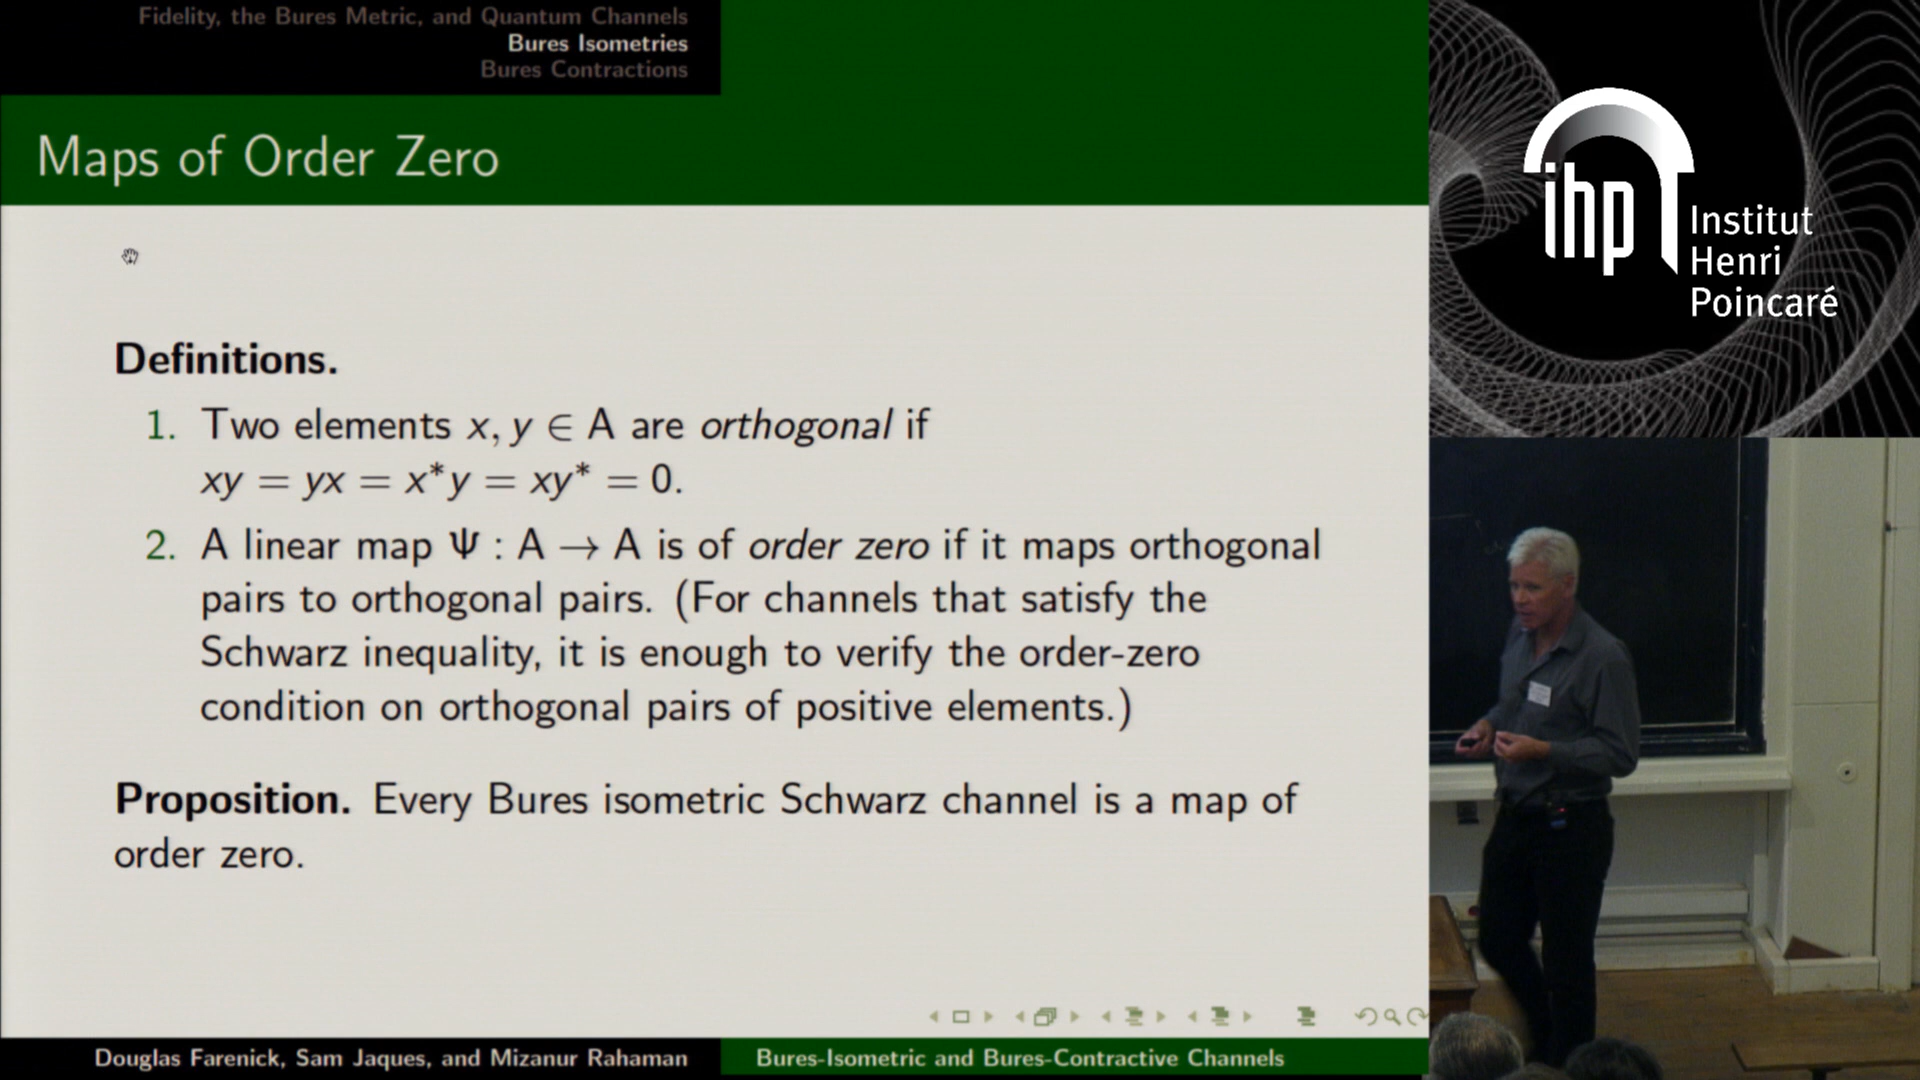 Fidelity, the Bures Metric, and Quantum Channels
Bures Isometries
Bures Contractions
Maps of Order Zero
Definitions.
1. Two elements x, y ∈ A are orthogonal if
xy = yx = x*y = xy* = 0.
2. A linear map Ψ : A → A is of order zero if it maps orthogonal
pairs to orthogonal pairs. (For channels that satisfy the
Schwarz inequality, it is enough to verify the order-zero
condition on orthogonal pairs of positive elements.)
Proposition. Every Bures isometric Schwarz channel is a map of
order zero.
Douglas Farenick, Sam Jaques, and Mizanur Rahaman
Bures-Isometric and Bures-Contractive Channels
ihp
Institut
Henri
Poincaré